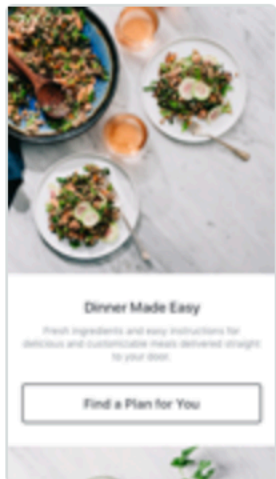 Dinner Made Easy
Fresh ingredients and easy instructions for
delicious and customizable meals delivered straight
to your door.
Find a Plan for You